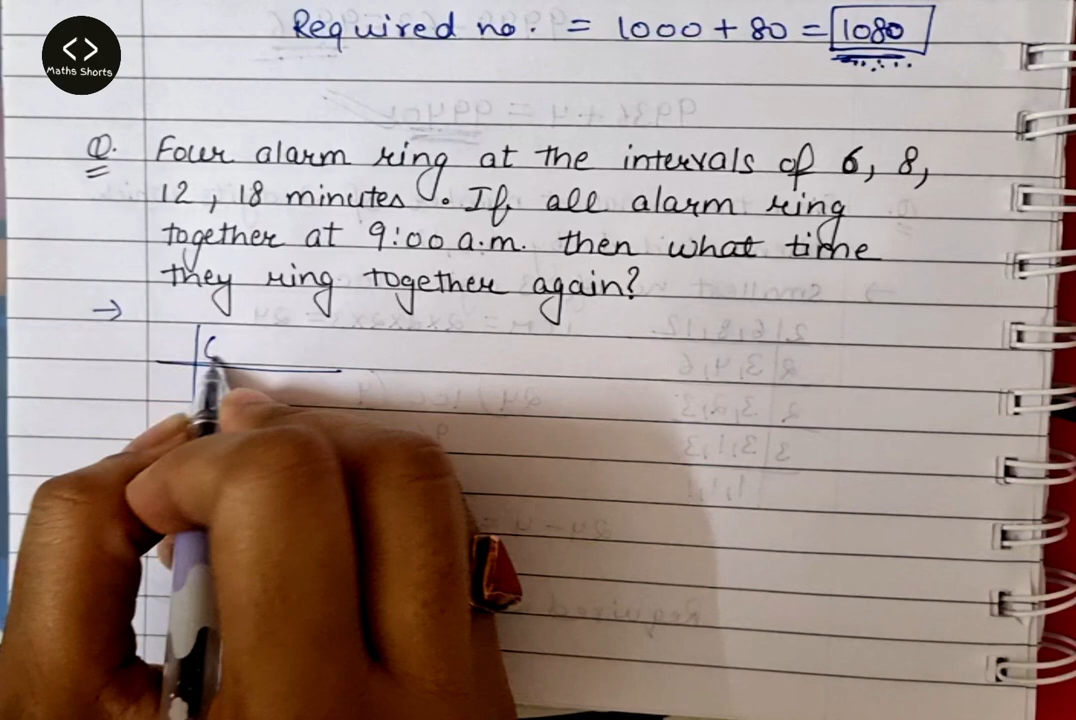 Required no. = 1000 + 80 = 1080
<> 
Maths Shorts
Q. Four alarm ring at the intervals of 6, 8,
12, 18 minutes. If all alarm ring
together at 9:00 a.m. then what time
they ring together again?
→